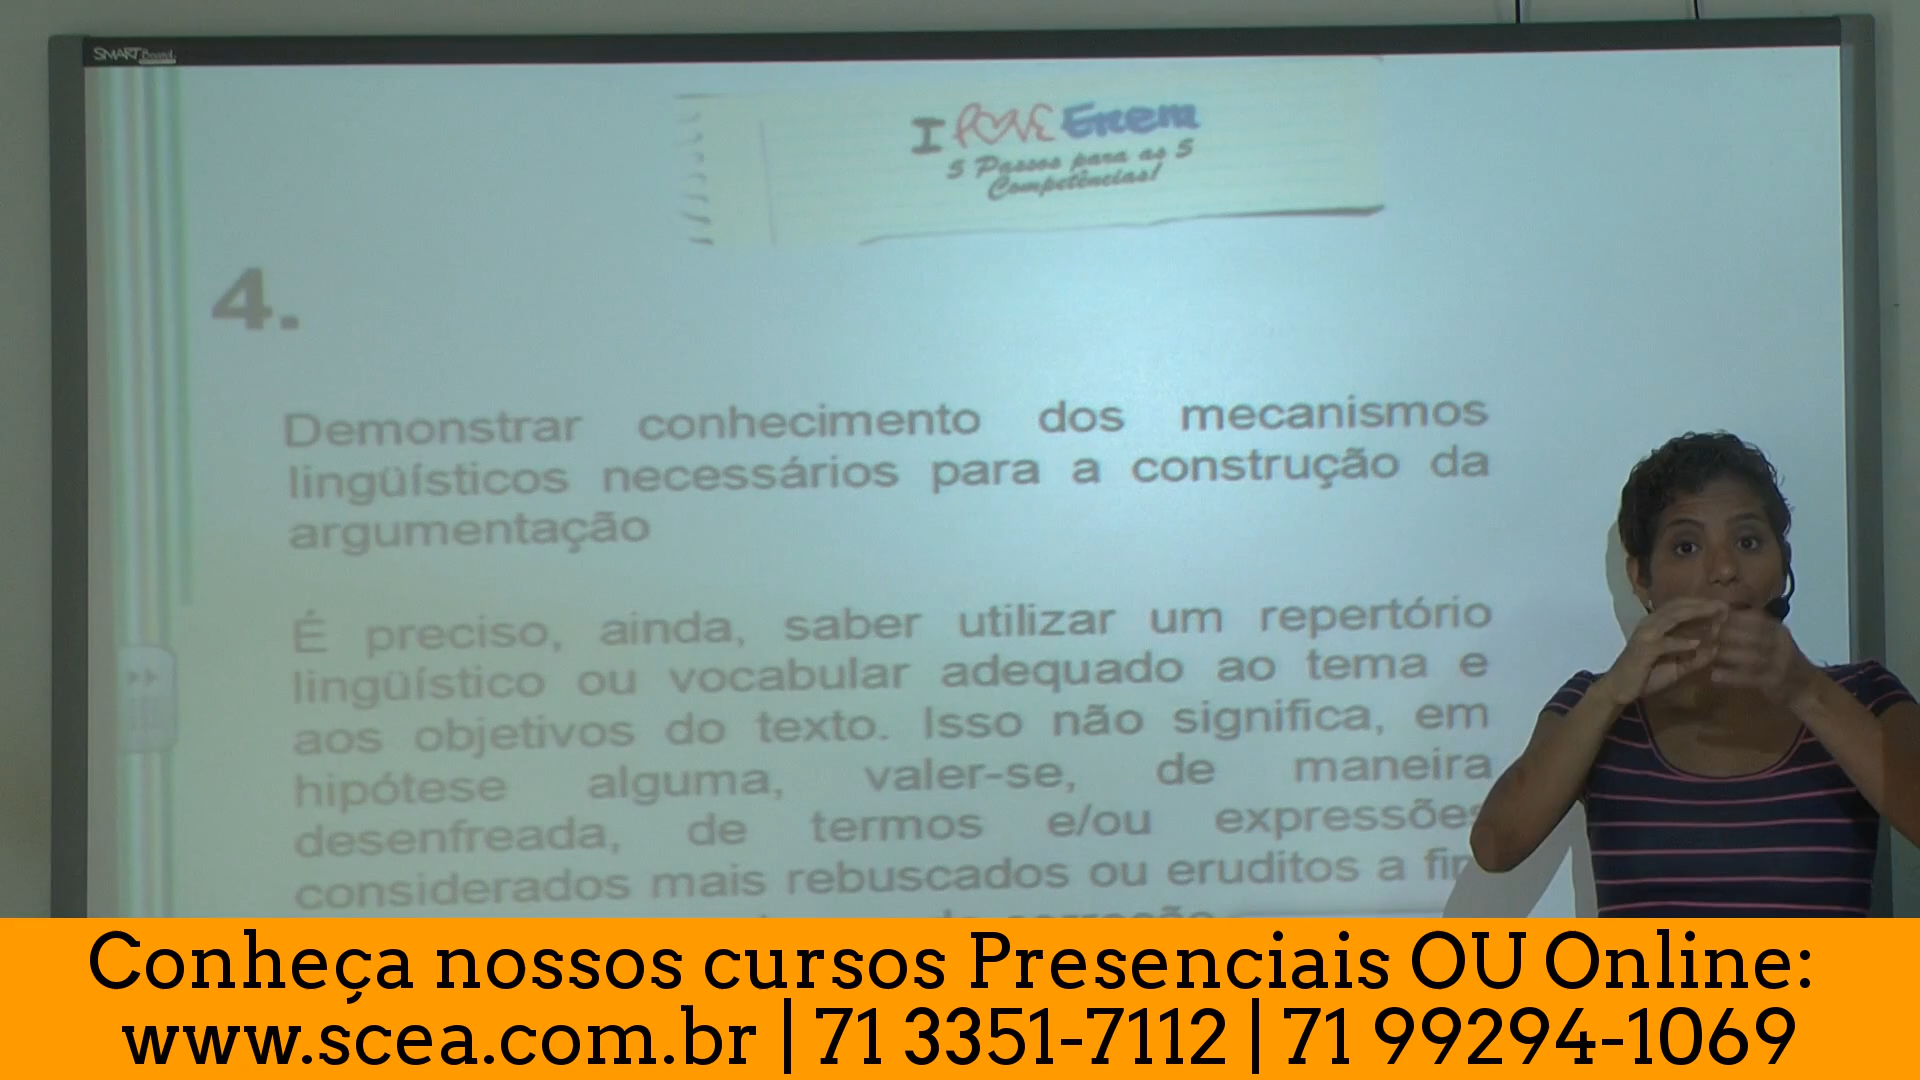 SMART Board
I LOVE Enem
5 Passos para as 5
Competências!
4.
Demonstrar conhecimento dos mecanismos
lingüísticos necessários para a construção da
argumentação
É preciso, ainda, saber utilizar um repertório
lingüístico ou vocabular adequado ao tema e
aos objetivos do texto. Isso não significa, em
hipótese alguma, valer-se, de maneira
desenfreada, de termos e/ou expressões
considerados mais rebuscados ou eruditos a fim
Conheça nossos cursos Presenciais OU Online:
www.scea.com.br | 71 3351-7112 | 71 99294-1069